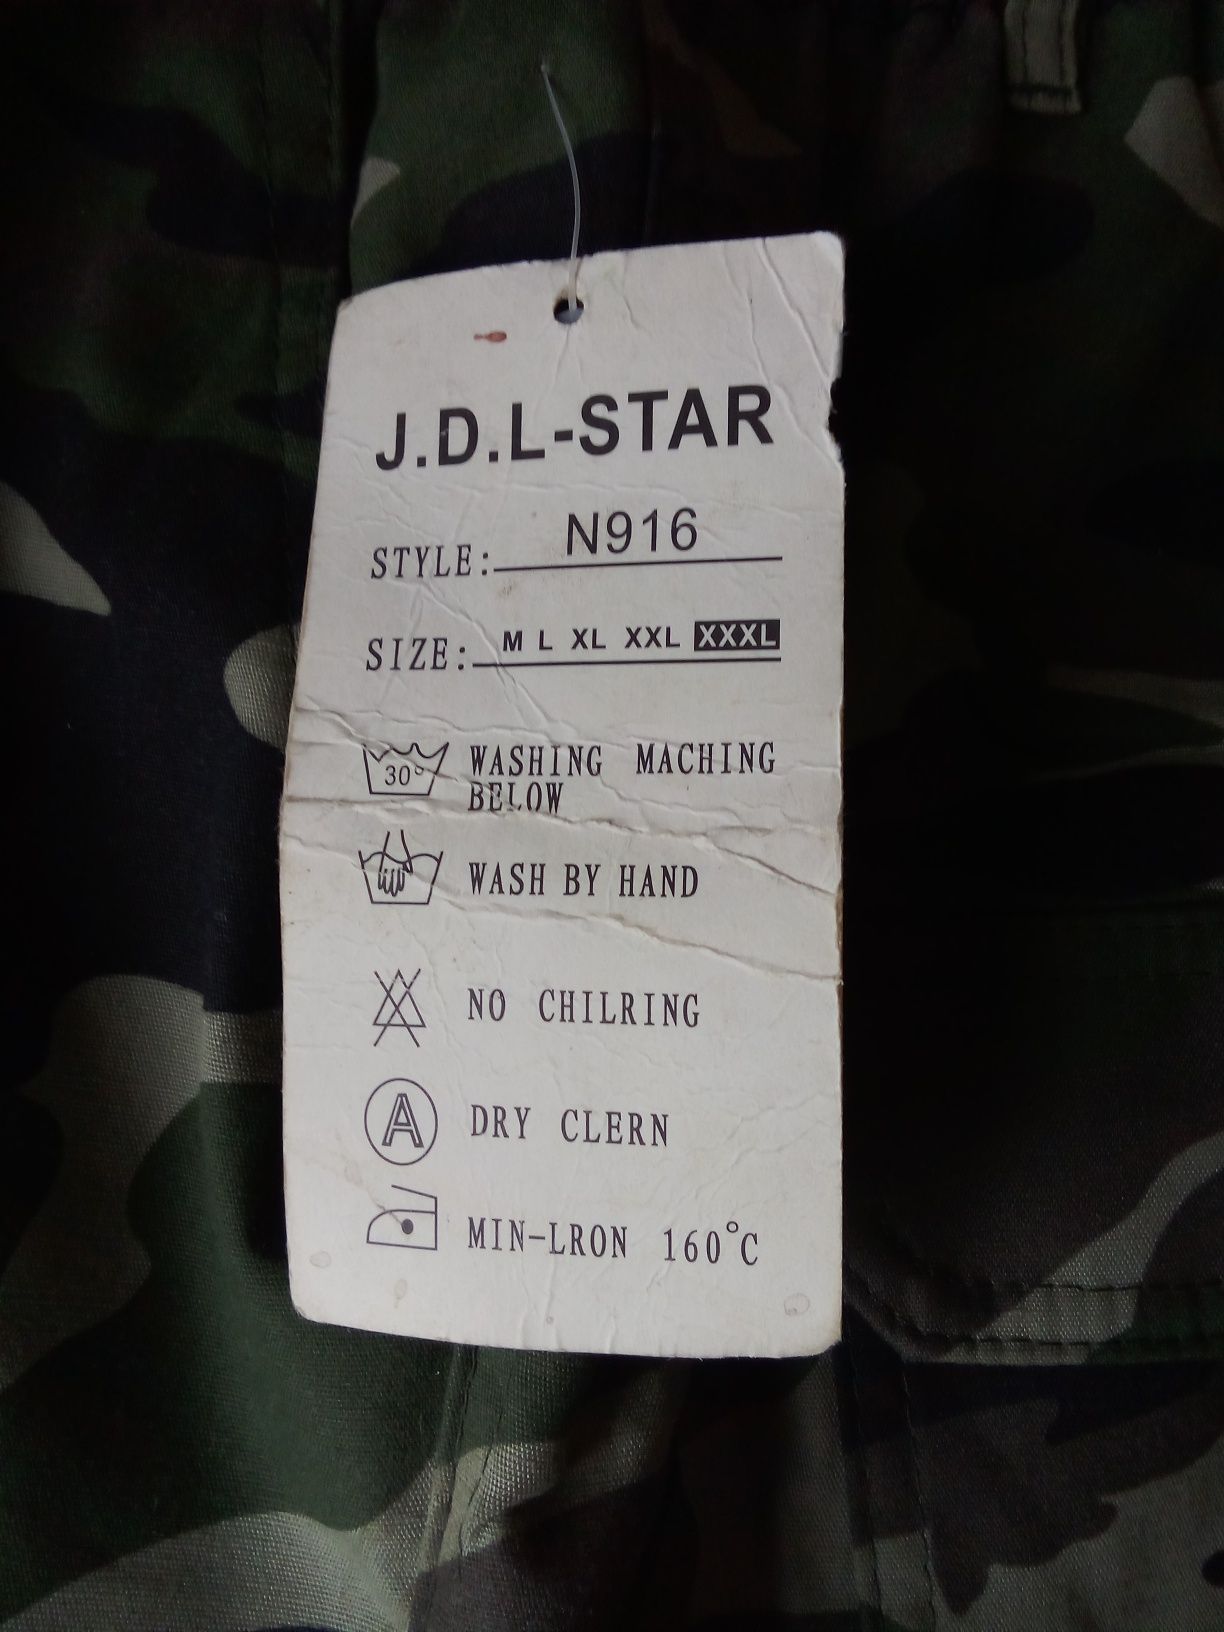 J.D.L-STAR
STYLE: N916
SIZE: M L XL XXL XXXL
30° WASHING MACHING
BELOW
WASH BY HAND
NO CHILRING
A DRY CLERN
MIN-LRON 160°C